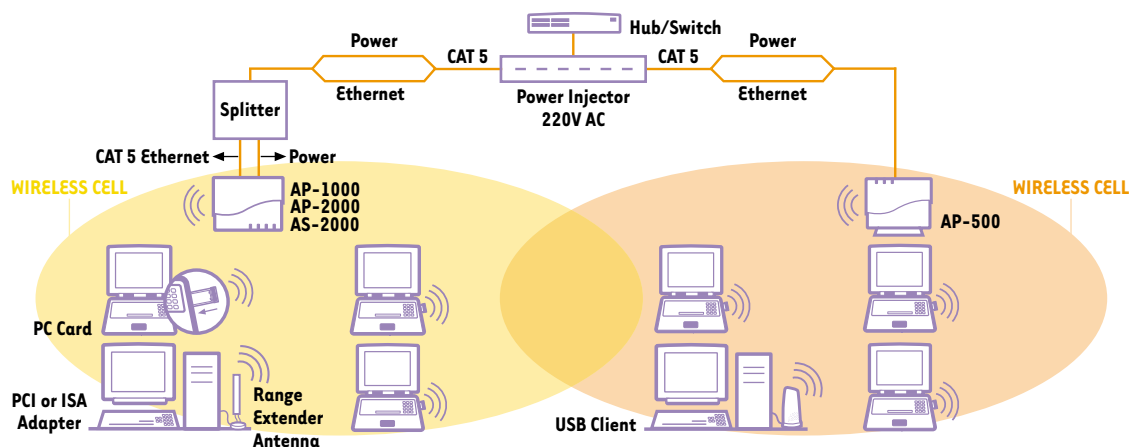 Hub/Switch
Power
CAT 5
CAT 5
Power
Ethernet
Power Injector
220V AC
Ethernet
Splitter
CAT 5 Ethernet
Power
WIRELESS CELL
AP-1000
AP-2000
AS-2000
WIRELESS CELL
AP-500
PC Card
PCI or ISA
Adapter
Range
Extender
Antenna
USB Client